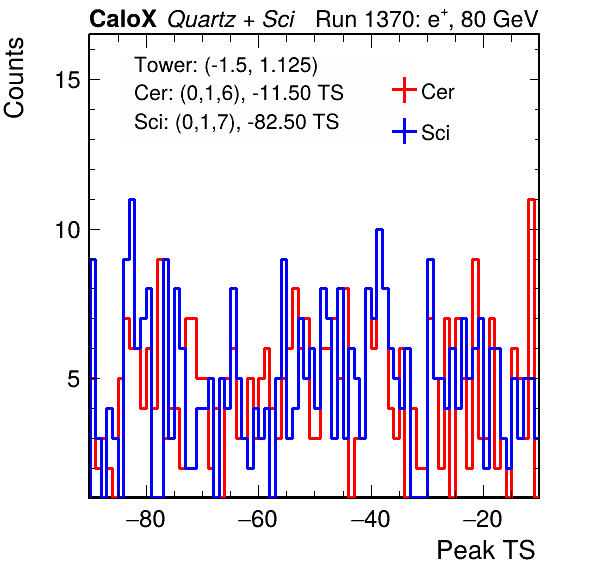 CaloX Quartz + Sci Run 1370: e⁺, 80 GeV
Counts
Tower: (-1.5, 1.125)
Cer: (0,1,6), -11.50 TS
Sci: (0,1,7), -82.50 TS
Cer
Sci
15
10
5
−80 −60 −40 −20
Peak TS